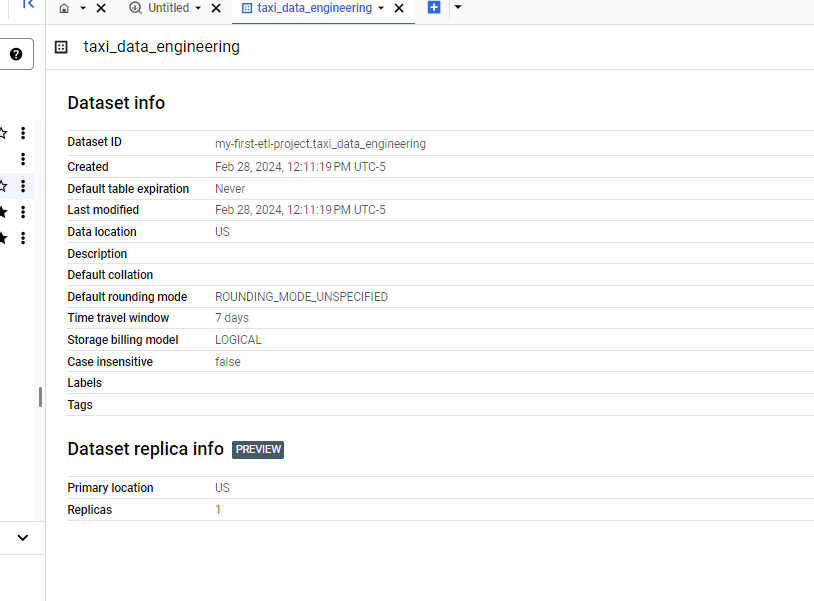 Untitled
taxi_data_engineering
taxi_data_engineering
Dataset info
Dataset ID my-first-etl-project.taxi_data_engineering
Created Feb 28, 2024, 12:11:19 PM UTC-5
Default table expiration Never
Last modified Feb 28, 2024, 12:11:19 PM UTC-5
Data location US
Description
Default collation
Default rounding mode ROUNDING_MODE_UNSPECIFIED
Time travel window 7 days
Storage billing model LOGICAL
Case insensitive false
Labels
Tags
Dataset replica info PREVIEW
Primary location US
Replicas 1